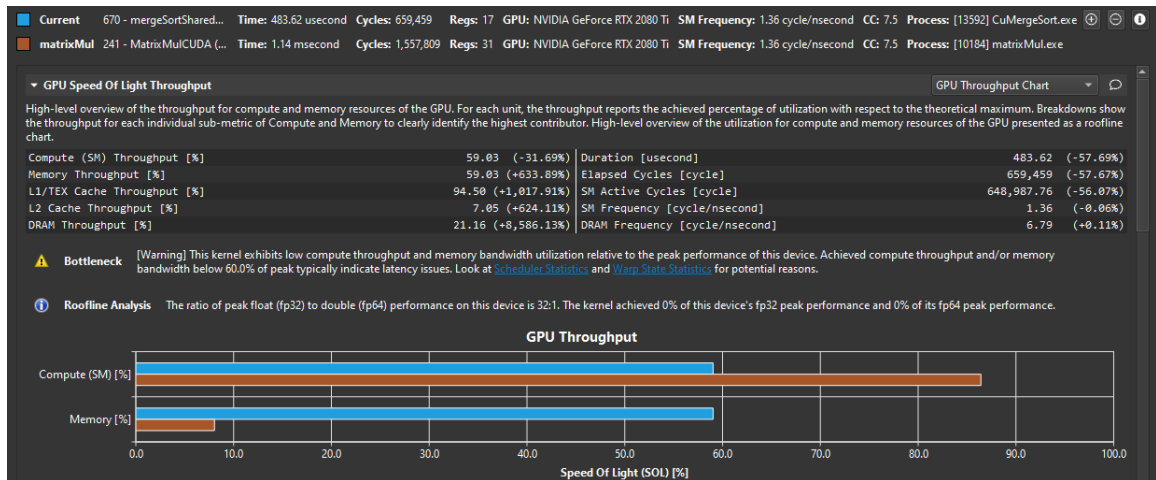 Current 670 - mergeSortShared... Time: 483.62 usecond Cycles: 659,459 Regs: 17 GPU: NVIDIA GeForce RTX 2080 Ti SM Frequency: 1.36 cycle/nsecond CC: 7.5 Process: [13592] CuMergeSort.exe
matrixMul 241 - MatrixMulCUDA (... Time: 1.14 msecond Cycles: 1,557,809 Regs: 31 GPU: NVIDIA GeForce RTX 2080 Ti SM Frequency: 1.36 cycle/nsecond CC: 7.5 Process: [10184] matrixMul.exe
GPU Speed Of Light Throughput GPU Throughput Chart
High-level overview of the throughput for compute and memory resources of the GPU. For each unit, the throughput reports the achieved percentage of utilization with respect to the theoretical maximum. Breakdowns show
the throughput for each individual sub-metric of Compute and Memory to clearly identify the highest contributor. High-level overview of the utilization for compute and memory resources of the GPU presented as a roofline
chart.
Compute (SM) Throughput [%] 59.03 (-31.69%) Duration [usecond] 483.62 (-57.69%)
Memory Throughput [%] 59.03 (+633.89%) Elapsed Cycles [cycle] 659,459 (-57.67%)
L1/TEX Cache Throughput [%] 94.50 (+1,017.91%) SM Active Cycles [cycle] 648,987.76 (-56.07%)
L2 Cache Throughput [%] 7.05 (+624.11%) SM Frequency [cycle/nsecond] 1.36 (-0.06%)
DRAM Throughput [%] 21.16 (+8,586.13%) DRAM Frequency [cycle/nsecond] 6.79 (+0.11%)
Bottleneck [Warning] This kernel exhibits low compute throughput and memory bandwidth utilization relative to the peak performance of this device. Achieved compute throughput and/or memory
bandwidth below 60.0% of peak typically indicate latency issues. Look at Scheduler Statistics and Warp State Statistics for potential reasons.
Roofline Analysis The ratio of peak float (fp32) to double (fp64) performance on this device is 32:1. The kernel achieved 0% of this device's fp32 peak performance and 0% of its fp64 peak performance.
GPU Throughput
Compute (SM) [%]
Memory [%]
0.0 10.0 20.0 30.0 40.0 50.0 60.0 70.0 80.0 90.0 100.0
Speed Of Light (SOL) [%]